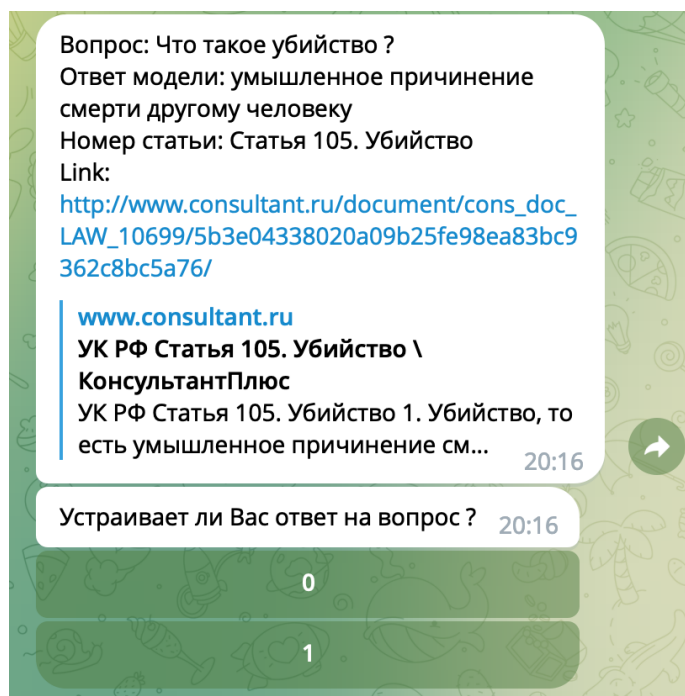 Вопрос: Что такое убийство ?
Ответ модели: умышленное причинение
смерти другому человеку
Номер статьи: Статья 105. Убийство
Link:
http://www.consultant.ru/document/cons_doc_
LAW_10699/5b3e04338020a09b25fe98ea83bc9
362c8bc5a76/
www.consultant.ru
УК РФ Статья 105. Убийство \
КонсультантПлюс
УК РФ Статья 105. Убийство 1. Убийство, то
есть умышленное причинение см...
20:16
Устраивает ли Вас ответ на вопрос ? 20:16
0
1